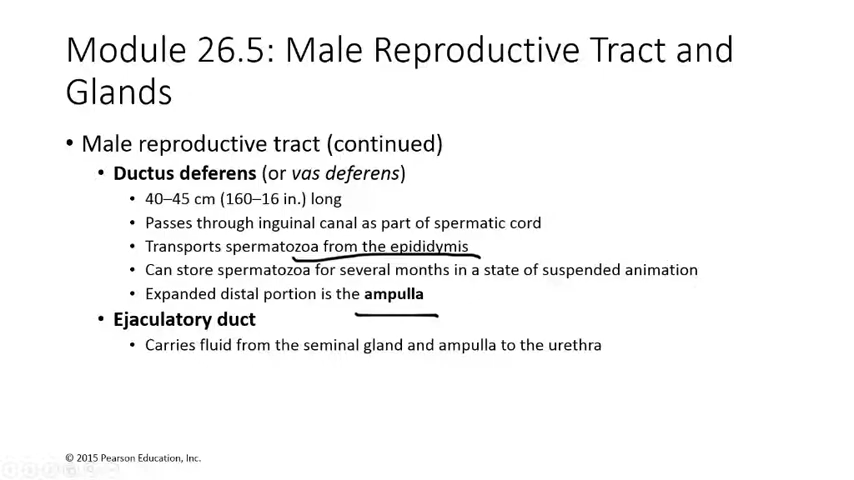 Module 26.5: Male Reproductive Tract and
Glands
• Male reproductive tract (continued)
• Ductus deferens (or vas deferens)
• 40–45 cm (160–16 in.) long
• Passes through inguinal canal as part of spermatic cord
• Transports spermatozoa from the epididymis
• Can store spermatozoa for several months in a state of suspended animation
• Expanded distal portion is the ampulla
• Ejaculatory duct
• Carries fluid from the seminal gland and ampulla to the urethra
© 2015 Pearson Education, Inc.